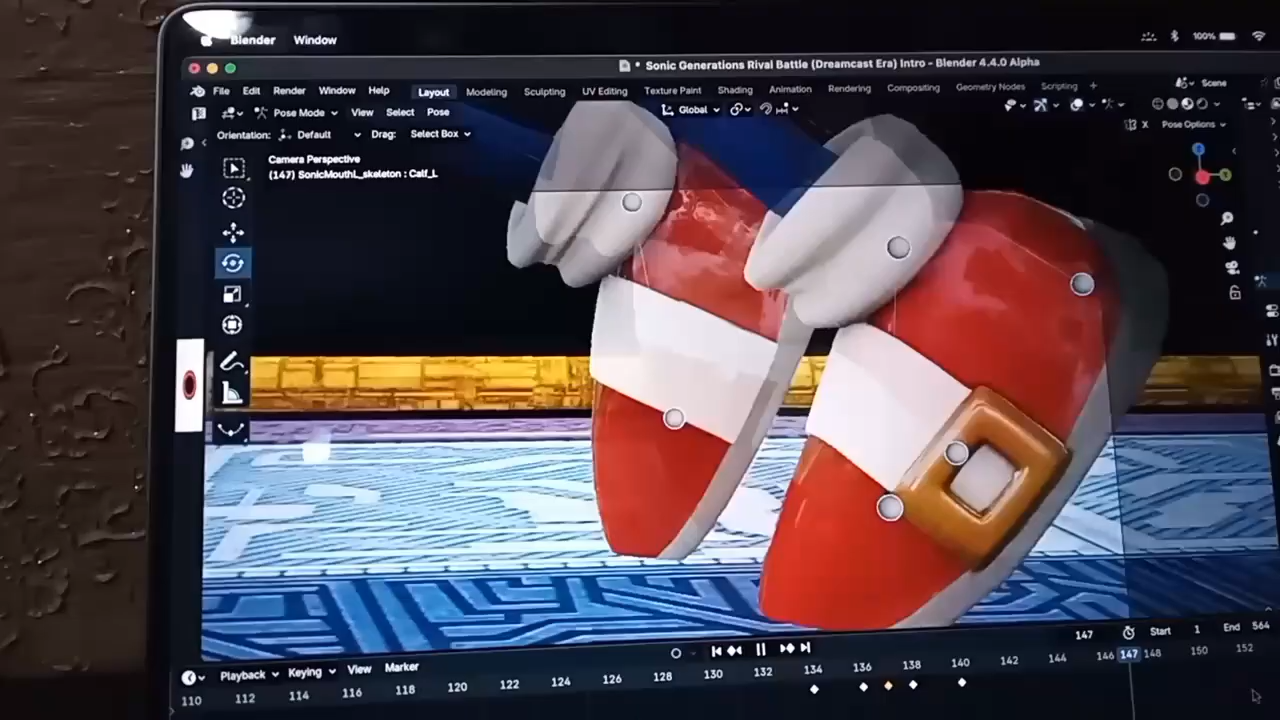 Blender Window 100%
* Sonic Generations Rival Battle (Dreamcast Era) Intro - Blender 4.4.0 Alpha
File Edit Render Window Help Layout Modeling Sculpting UV Editing Texture Paint Shading Animation Rendering Compositing Geometry Nodes Scripting + Scene
Pose Mode View Select Pose Global
Orientation: Default Drag: Select Box X Pose Options
Camera Perspective
(147) SonicMouthL_skeleton : Calf_L
147 Start 1 End 564
Playback Keying View Marker
110 112 114 116 118 120 122 124 126 128 130 132 134 136 138 140 142 144 146 147 148 150 152